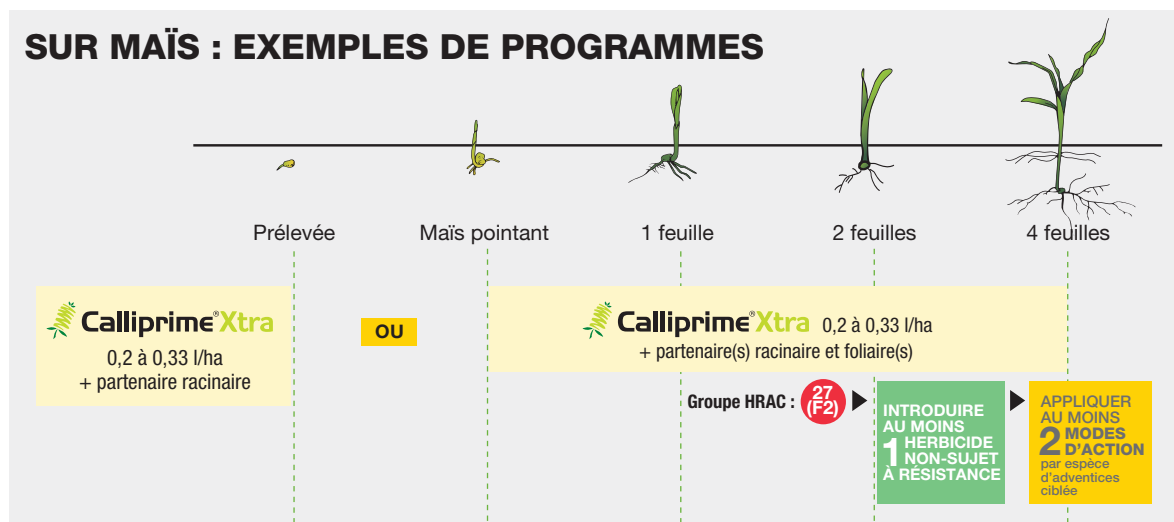 SUR MAÏS : EXEMPLES DE PROGRAMMES
Prélevée
Maïs pointant
1 feuille
2 feuilles
4 feuilles
Calliprime® Xtra
0,2 à 0,33 l/ha
+ partenaire racinaire
OU
Calliprime® Xtra 0,2 à 0,33 l/ha
+ partenaire(s) racinaire et foliaire(s)
Groupe HRAC :
27
(F2)
INTRODUIRE
AU MOINS
1 HERBICIDE
NON-SUJET
À RÉSISTANCE
APPLIQUER
AU MOINS
2 MODES
D'ACTION
par espèce
d'adventices
ciblée